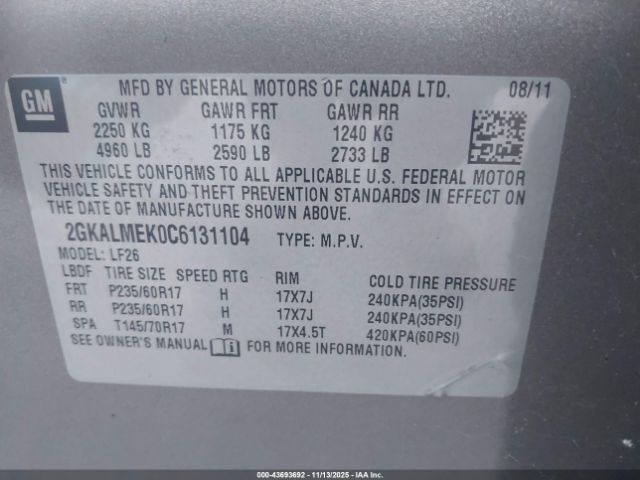 GM
MFD BY GENERAL MOTORS OF CANADA LTD. 08/11
GVWR GAWR FRT GAWR RR
2250 KG 1175 KG 1240 KG
4960 LB 2590 LB 2733 LB
THIS VEHICLE CONFORMS TO ALL APPLICABLE U.S. FEDERAL MOTOR
VEHICLE SAFETY AND THEFT PREVENTION STANDARDS IN EFFECT ON
THE DATE OF MANUFACTURE SHOWN ABOVE.
2GKALMEK0C6131104 TYPE: M.P.V.
MODEL: LF26
LBDF TIRE SIZE SPEED RTG RIM COLD TIRE PRESSURE
FRT P235/60R17 H 17X7J 240KPA(35PSI)
RR P235/60R17 H 17X7J 240KPA(35PSI)
SPA T145/70R17 M 17X4.5T 420KPA(60PSI)
SEE OWNER'S MANUAL FOR MORE INFORMATION.
000-43693692 - 11/13/2025 - IAA Inc.